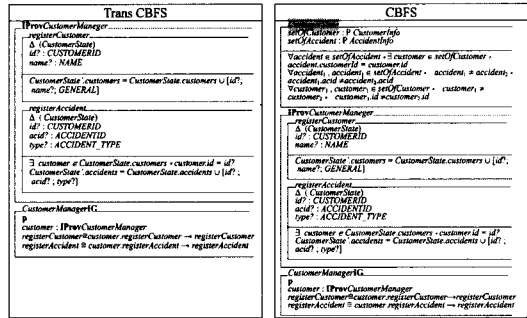 Trans CBFS
IProvCustomerManager
registerCustomer
Δ (CustomerState)
id? : CUSTOMERID
name? : NAME
CustomerState'.customers = CustomerState.customers ∪ [id?;
name?; GENERAL]
registerAccident
Δ (CustomerState)
id? : CUSTOMERID
acid? : ACCIDENTID
type? : ACCIDENT_TYPE
∃ customer ∈ CustomerState.customers • customer.id = id?
CustomerState'.accidents = CustomerState.accidents ∪ [id? ;
acid? ; type?]
CustomerManagerIG
p
customer : IProvCustomerManager
registerCustomer≙customer.registerCustomer → registerCustomer
registerAccident ≙ customer.registerAccident → registerAccident
CBFS
setOfCustomer : P CustomerInfo
setOfAccident : P AccidentInfo
∀accident ∈ setOfAccident • ∃ customer ∈ setOfCustomer •
accident.customerId = customer.id
∀accident₁ , accident₂ ∈ setOfAccident • accident₁ ≠ accident₂ •
accident₁.acid ≠accident₂.acid
∀customer₁ , customer₂ ∈ setOfCustomer • customer₁ ≠
customer₂ • customer₁.id ≠customer₂.id
IProvCustomerManager
registerCustomer
Δ (CustomerState)
id? : CUSTOMERID
name? : NAME
CustomerState'.customers = CustomerState.customers ∪ [id?;
name?; GENERAL]
registerAccident
Δ (CustomerState)
id? : CUSTOMERID
acid? : ACCIDENTID
type? : ACCIDENT_TYPE
∃ customer ∈ CustomerState.customers • customer.id = id?
CustomerState'.accidents = CustomerState.accidents ∪ [id? ;
acid? ; type?]
CustomerManagerIG
p
customer : IProvCustomerManager
registerCustomer≙customer.registerCustomer→registerCustomer
registerAccident ≙ customer.registerAccident → registerAccident